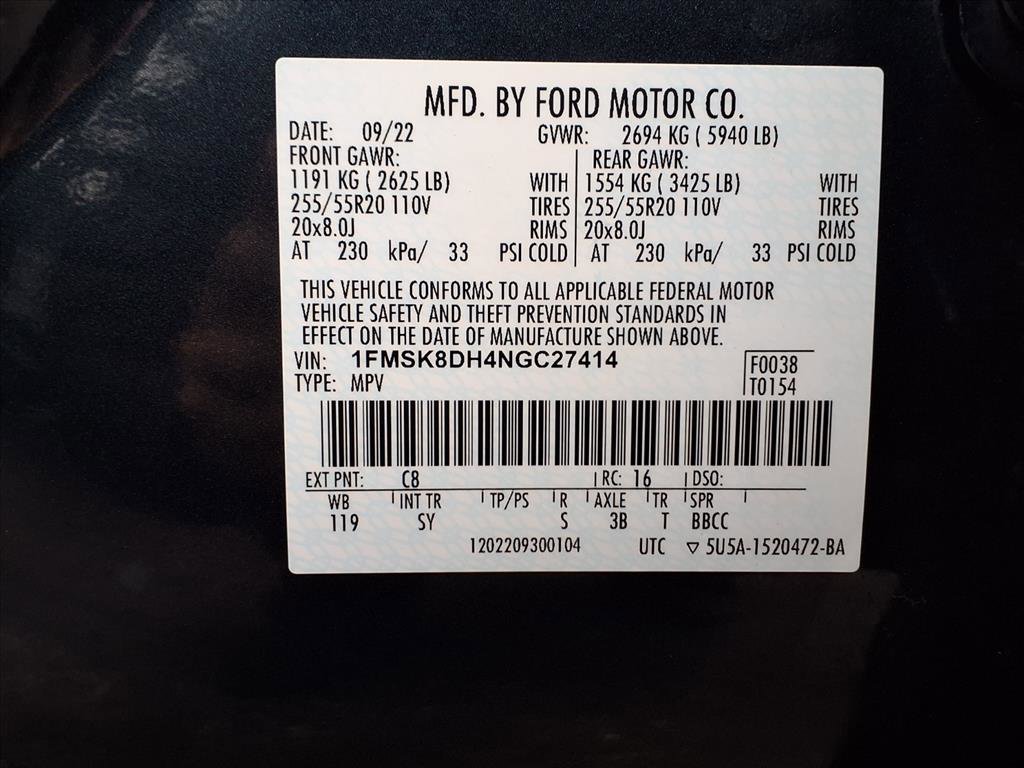 MFD. BY FORD MOTOR CO.
DATE: 09/22 GVWR: 2694 KG ( 5940 LB)
FRONT GAWR: REAR GAWR:
1191 KG ( 2625 LB) WITH 1554 KG ( 3425 LB) WITH
255/55R20 110V TIRES 255/55R20 110V TIRES
20x8.0J RIMS 20x8.0J RIMS
AT 230 kPa/ 33 PSI COLD AT 230 kPa/ 33 PSI COLD
THIS VEHICLE CONFORMS TO ALL APPLICABLE FEDERAL MOTOR
VEHICLE SAFETY AND THEFT PREVENTION STANDARDS IN
EFFECT ON THE DATE OF MANUFACTURE SHOWN ABOVE.
VIN: 1FMSK8DH4NGC27414 F0038
TYPE: MPV T0154
EXT PNT: C8 RC: 16 DSO:
WB INT TR TP/PS R AXLE TR SPR
119 SY S 3B T BBCC
1202209300104 UTC ▽ 5U5A-1520472-BA